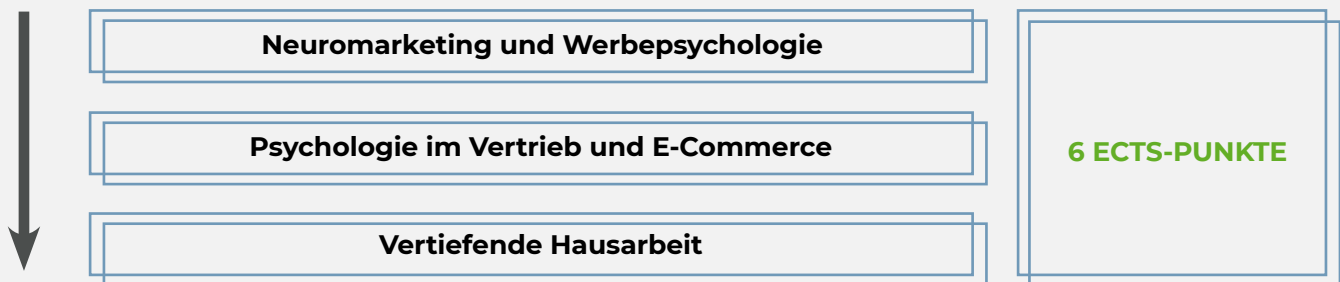 Neuromarketing und Werbepsychologie
Psychologie im Vertrieb und E-Commerce
6 ECTS-PUNKTE
Vertiefende Hausarbeit